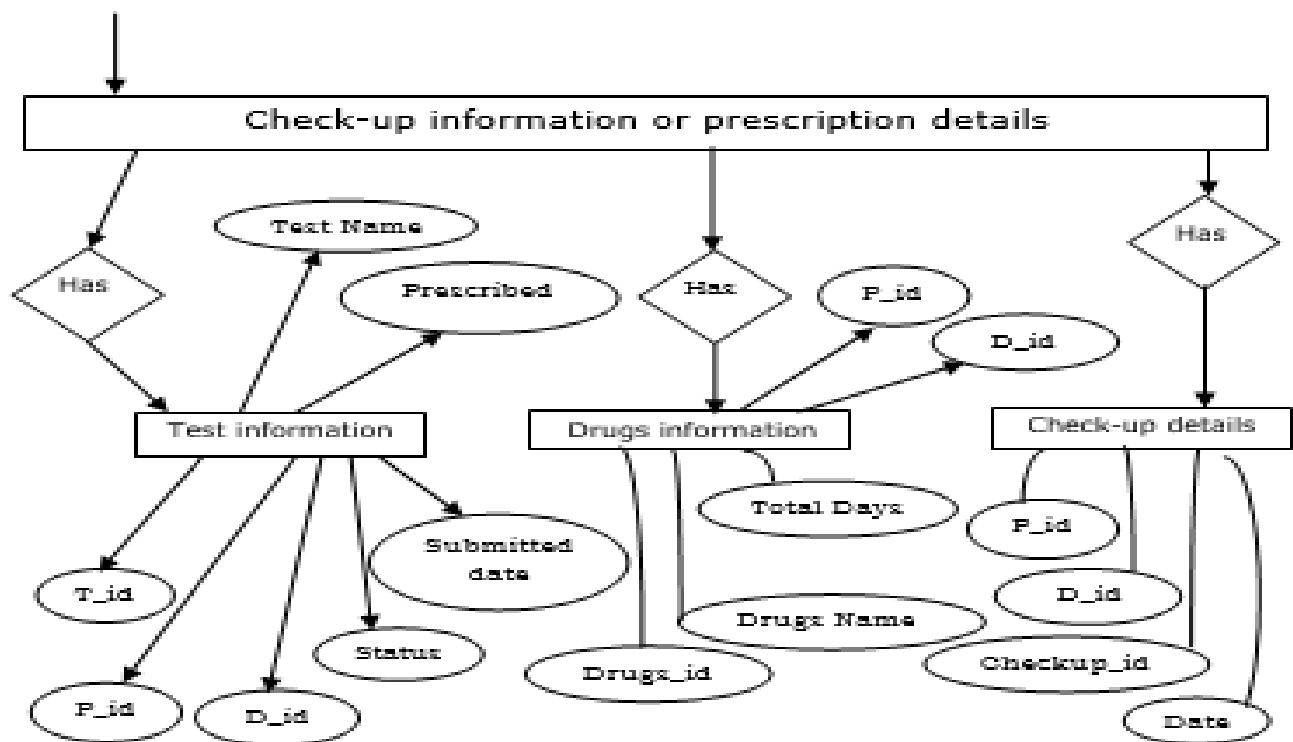 Check-up information or prescription details
Has
Test Name
Prescribed
Has
P_id
D_id
Has
Test information
Drugs information
Check-up details
T_id
P_id
D_id
Status
Submitted
date
Total Days
Drugs Name
Drugs_id
P_id
D_id
Checkup_id
Date